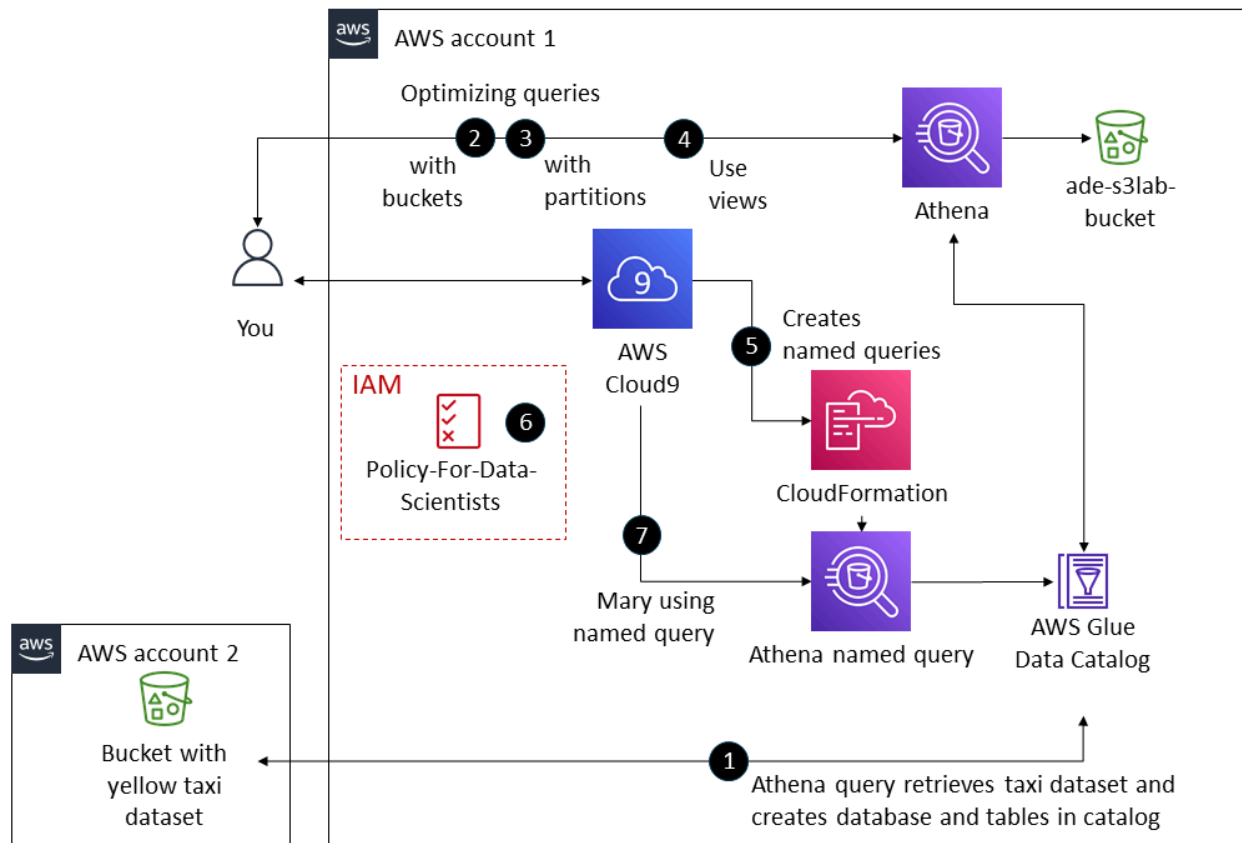 aws
AWS account 1
Optimizing queries
2
3
4
with
buckets
with
partitions
Use
views
Athena
ade-s3lab-
bucket
You
9
AWS
Cloud9
5
Creates
named queries
IAM
6
Policy-For-Data-
Scientists
CloudFormation
7
Mary using
named query
Athena named query
AWS Glue
Data Catalog
aws
AWS account 2
Bucket with
yellow taxi
dataset
1
Athena query retrieves taxi dataset and
creates database and tables in catalog